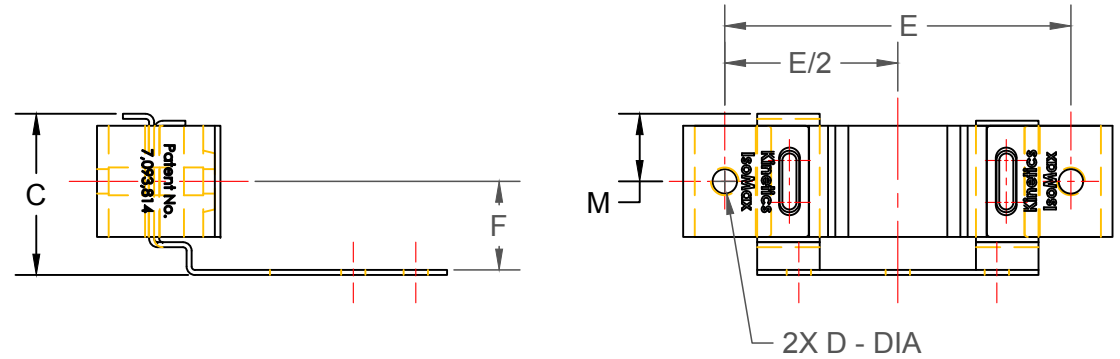 C
Patent No.
7,093,814
F
E
E/2
M
Kinetics
IsoMax
Kinetics
IsoMax
2X D - DIA